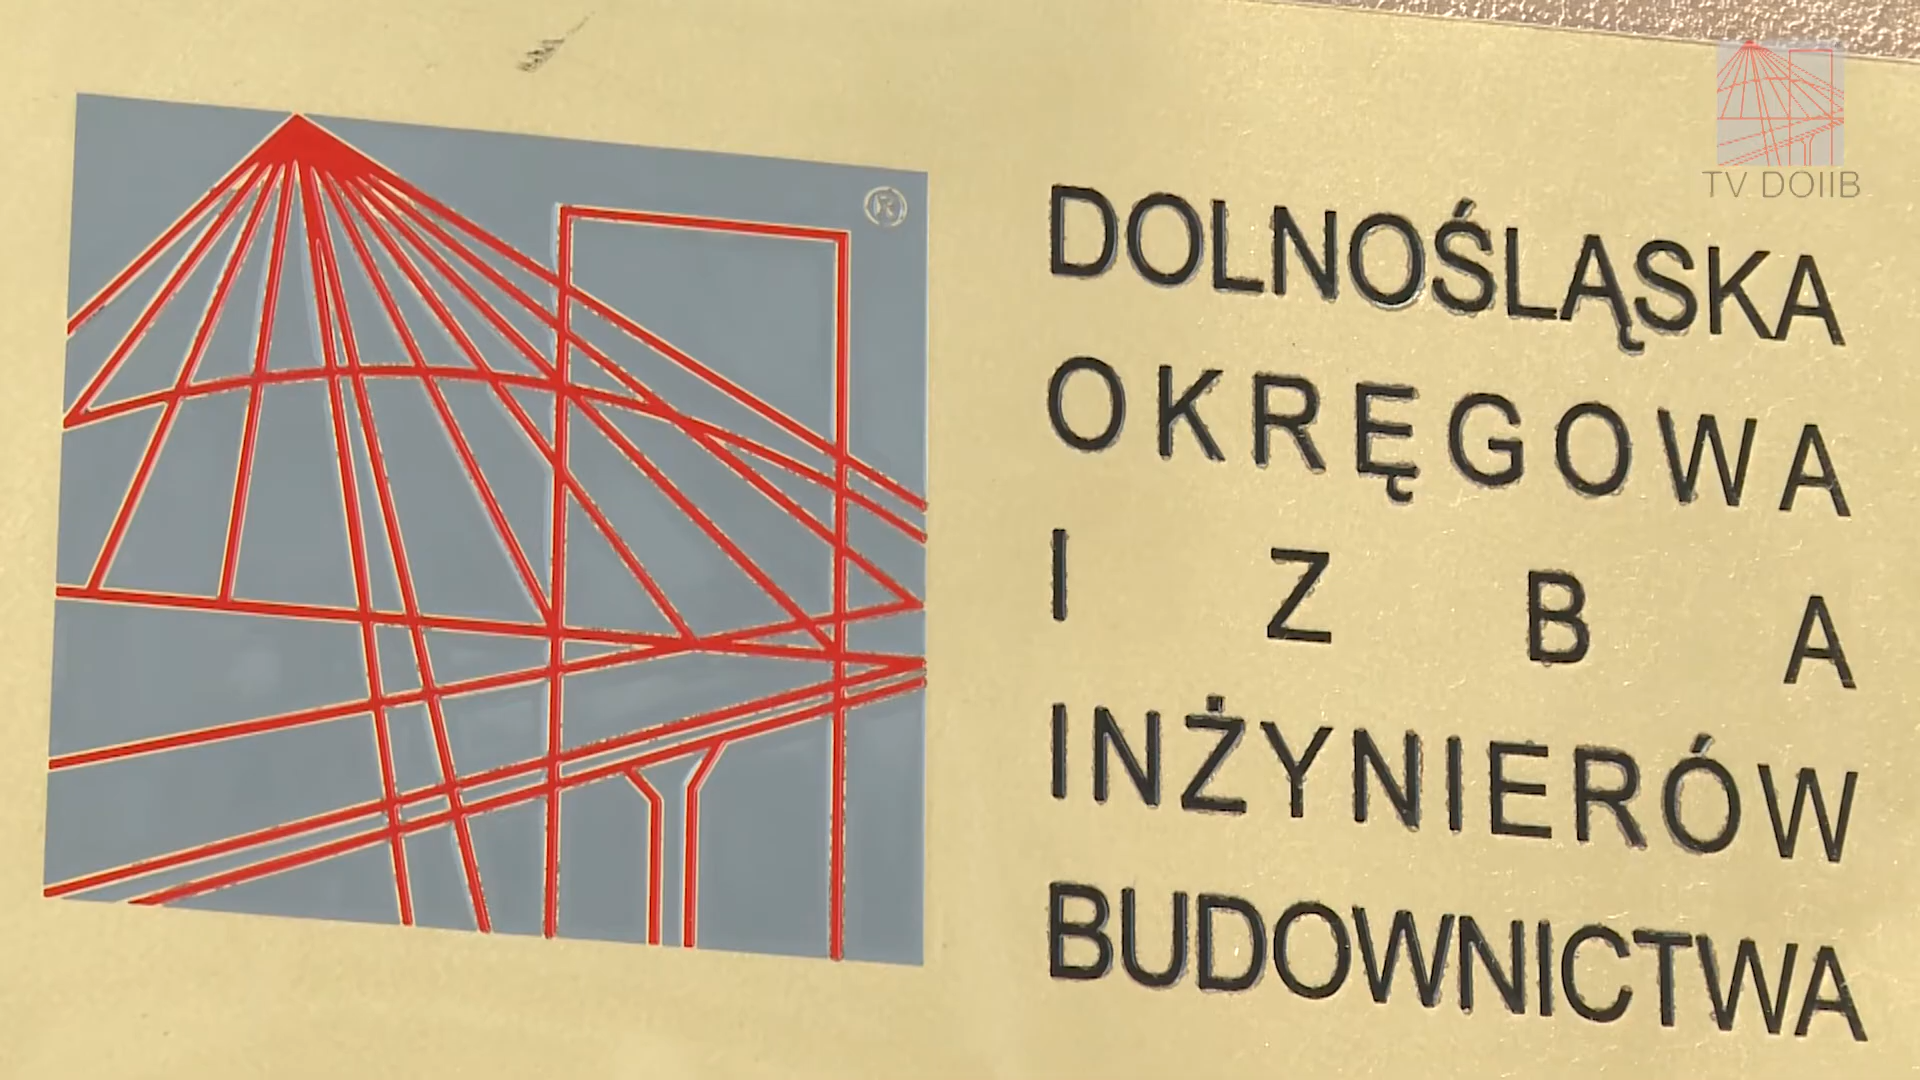 TV DOIIB
®
DOLNOŚLĄSKA
OKRĘGOWA
IZBA
INŻYNIERÓW
BUDOWNICTWA